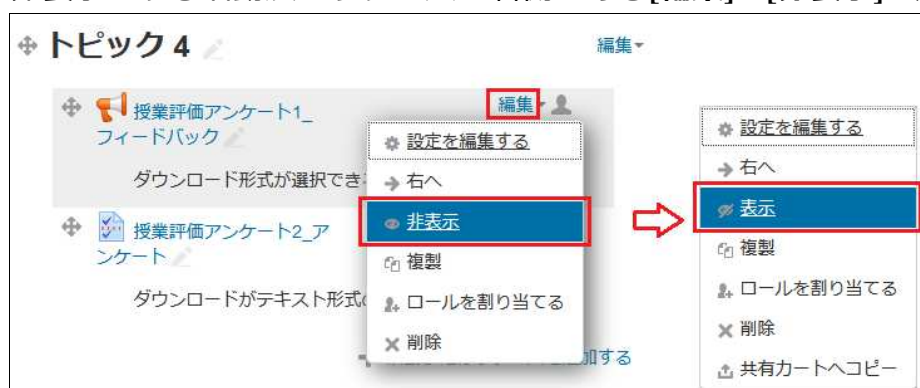 トピック 4
編集
授業評価アンケート1_
フィードバック
編集
ダウンロード形式が選択でき
授業評価アンケート2_ア
ンケート
ダウンロードがテキスト形式の
設定を編集する
右へ
非表示
複製
ロールを割り当てる
削除
加する
設定を編集する
右へ
表示
複製
ロールを割り当てる
削除
共有カートへコピー